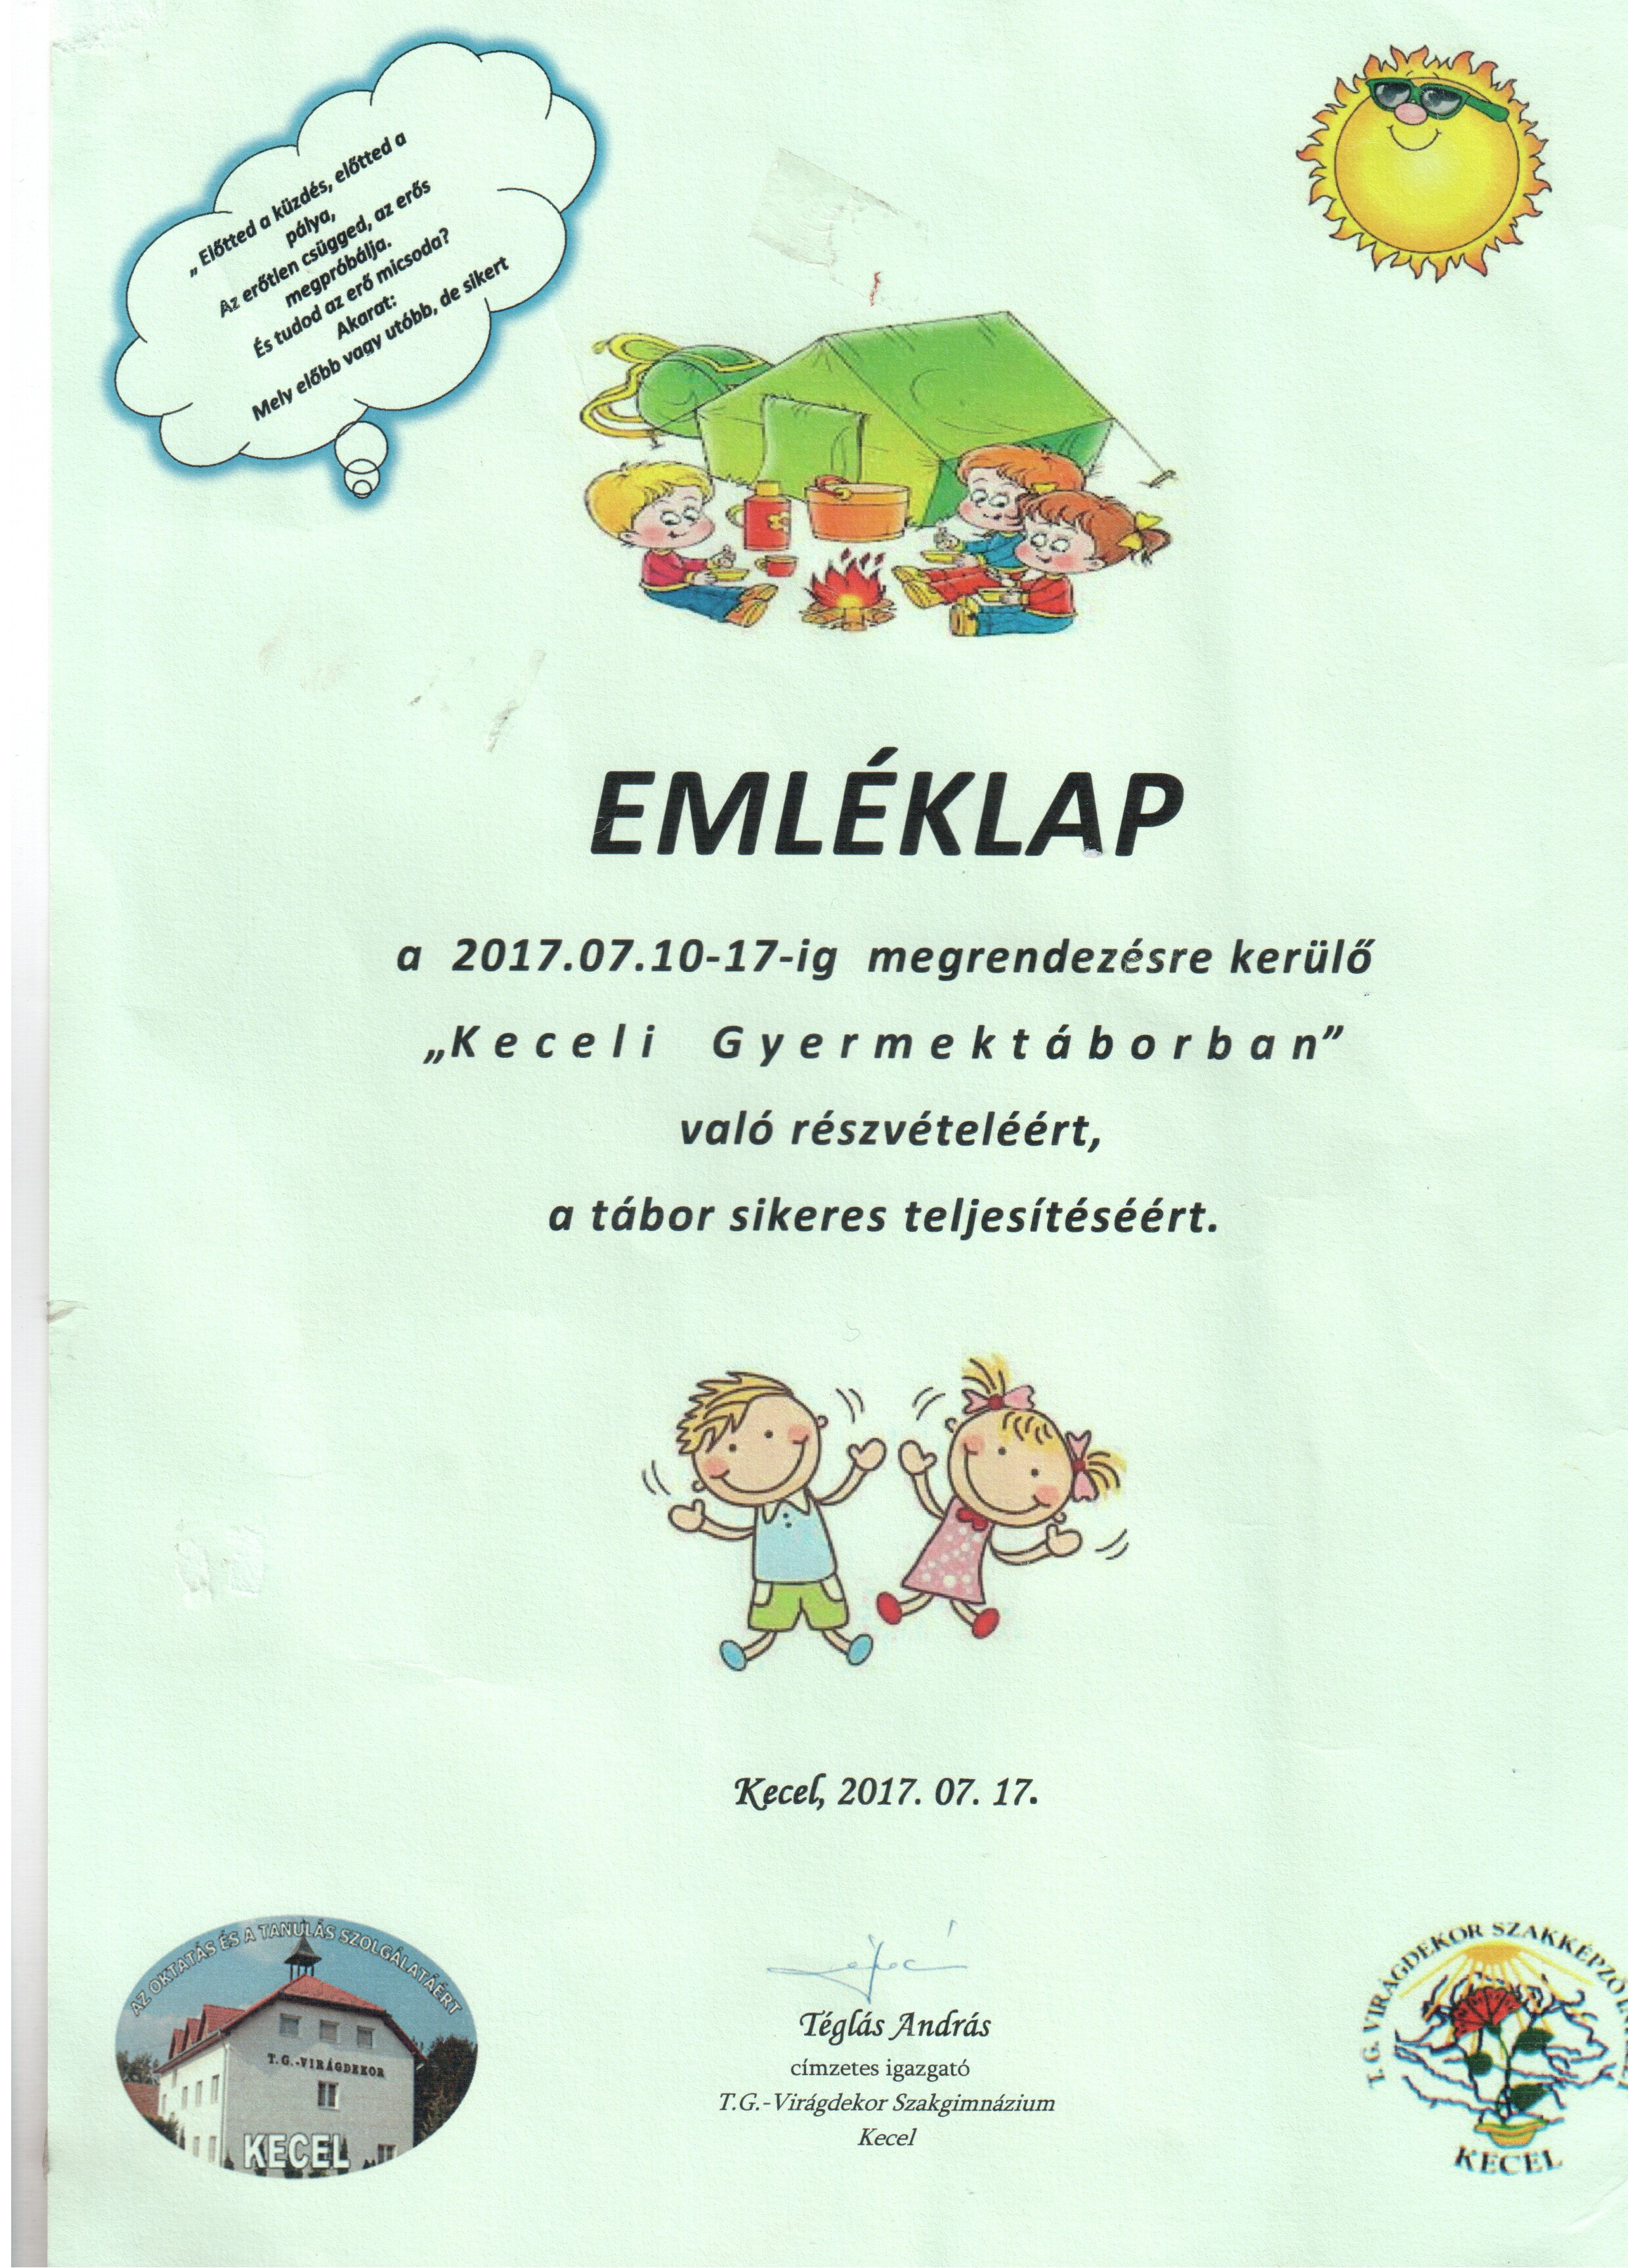 „ Előtted a küzdés, előtted a
pálya,
Az erőtlen csügged, az erős
megpróbálja.
És tudod az erő micsoda?
Akarat:
Mely előbb vagy utóbb, de sikert
EMLÉKLAP
a 2017.07.10-17-ig megrendezésre kerülő
„Keceli Gyermektáborban”
való részvételéért,
a tábor sikeres teljesítéséért.
Kecel, 2017. 07. 17.
Téglás András
címzetes igazgató
T.G.-Virágdekor Szakgimnázium
Kecel
AZ OKTATÁS ÉS A TANULÁS SZOLGÁLATÁÉRT
T.G.-VIRÁGDEKOR
KECEL
T.G. VIRÁGDEKOR SZAKKÉPZŐ
KECEL